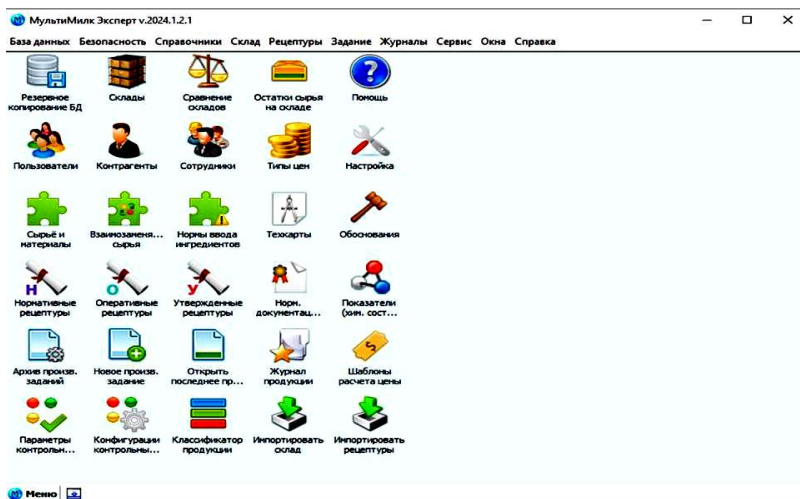 МультиМилк Эксперт v.2024.1.2.1
База данных Безопасность Справочники Склад Рецептуры Задание Журналы Сервис Окна Справка
Резервное копирование БД
Склады
Сравнение складов
Остатки сырья на складе
Помощь
Пользователи
Контрагенты
Сотрудники
Типы цен
Настройка
Сырьё и материалы
Взаимозаменя... сырья
Нормы ввода ингредиентов
Техкарты
Обоснования
Н
Нормативные рецептуры
О
Оперативные рецептуры
У
Утвержденные рецептуры
Норм. документац...
Показатели (хим. сост...
Архив произв. заданий
Новое произв. задание
Открыть последнее пр...
Журнал продукции
Шаблоны расчета цены
Параметры контрольн...
Конфигурации контрольны...
Классификатор продукции
Импортировать склад
Импортировать рецептуры
Меню